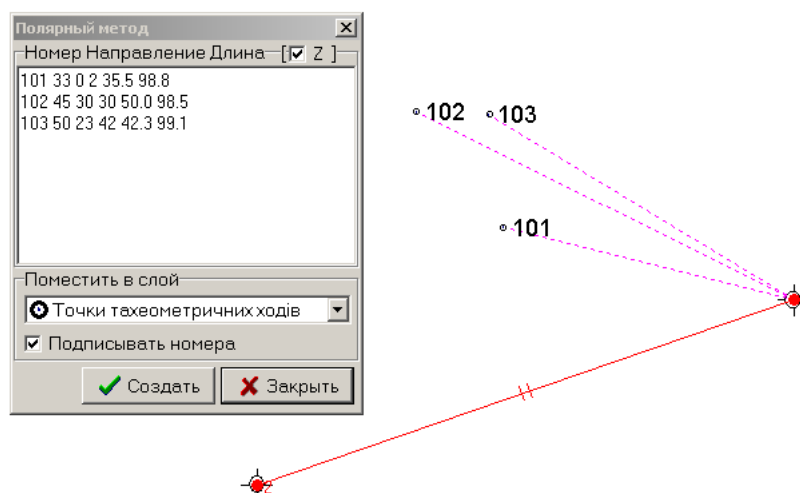 Полярный метод
Номер Направление Длина [ Z ]
101 33 0 2 35.5 98.8
102 45 30 30 50.0 98.5
103 50 23 42 42.3 99.1
Поместить в слой
Точки тахеометричних ходів
Подписывать номера
Создать
Закрыть
102
103
101